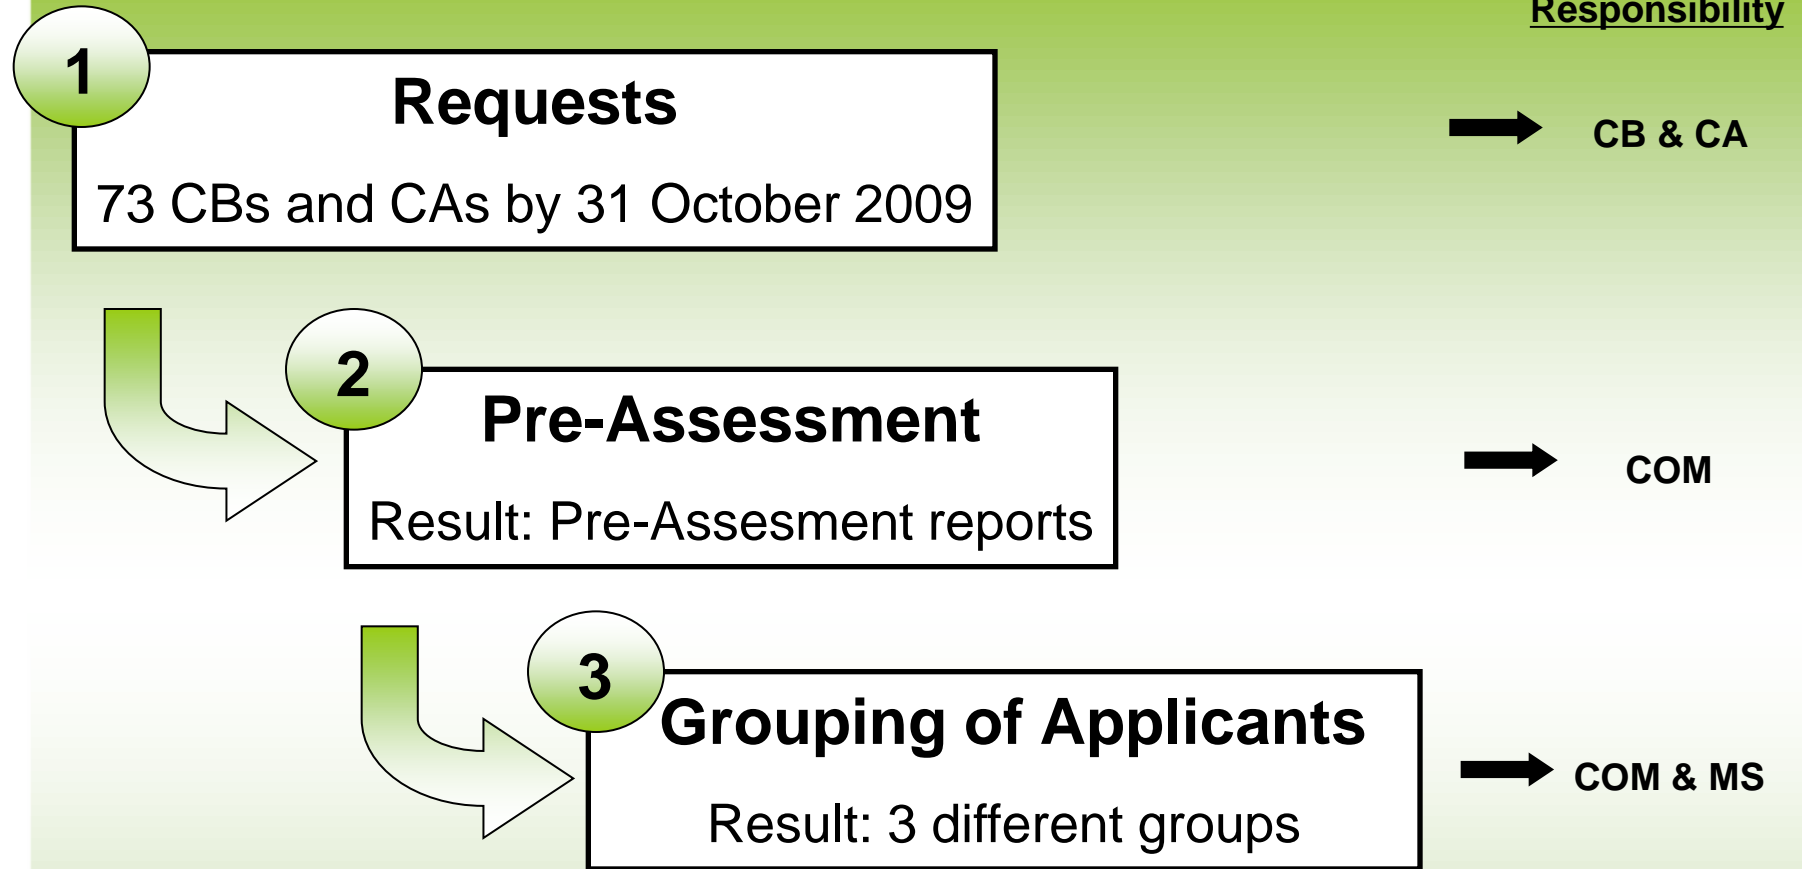 Responsibility
1
Requests
73 CBs and CAs by 31 October 2009
CB & CA
2
Pre-Assessment
Result: Pre-Assesment reports
COM
3
Grouping of Applicants
Result: 3 different groups
COM & MS